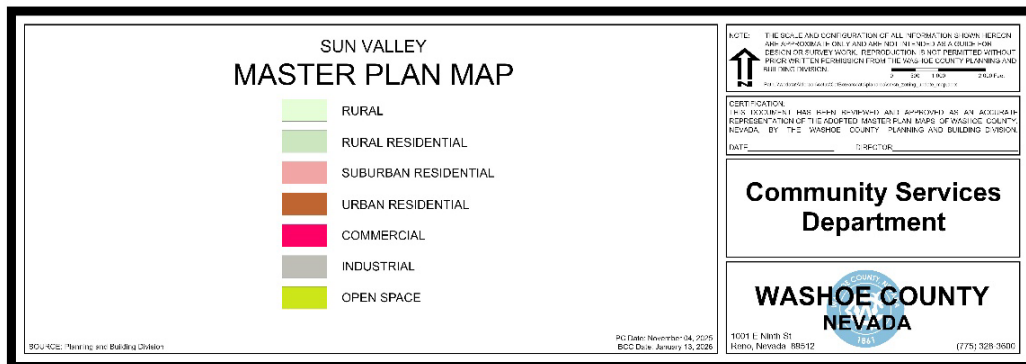 SUN VALLEY
MASTER PLAN MAP
RURAL
RURAL RESIDENTIAL
SUBURBAN RESIDENTIAL
URBAN RESIDENTIAL
COMMERCIAL
INDUSTRIAL
OPEN SPACE
SOURCE: Planning and Building Division
PC Date: November 04, 2025
BCC Date: January 13, 2026
NOTE: THE SCALE AND CONFIGURATION OF ALL INFORMATION SHOWN HEREON
ARE APPROXIMATE ONLY AND ARE NOT INTENDED AS A GUIDE FOR
DESIGN OR SURVEY WORK. REPRODUCTION IS NOT PERMITTED WITHOUT
PRIOR WRITTEN PERMISSION FROM THE WASHOE COUNTY PLANNING AND
BUILDING DIVISION.
0 500 1000 2000 Feet
CERTIFICATION:
THIS DOCUMENT HAS BEEN REVIEWED AND APPROVED AS AN ACCURATE
REPRESENTATION OF THE ADOPTED MASTER PLAN MAPS OF WASHOE COUNTY,
NEVADA, BY THE WASHOE COUNTY PLANNING AND BUILDING DIVISION.
DATE DIRECTOR
Community Services
Department
WASHOE COUNTY
NEVADA
1861
1001 E Ninth St
Reno, Nevada 89512
(775) 328-3600